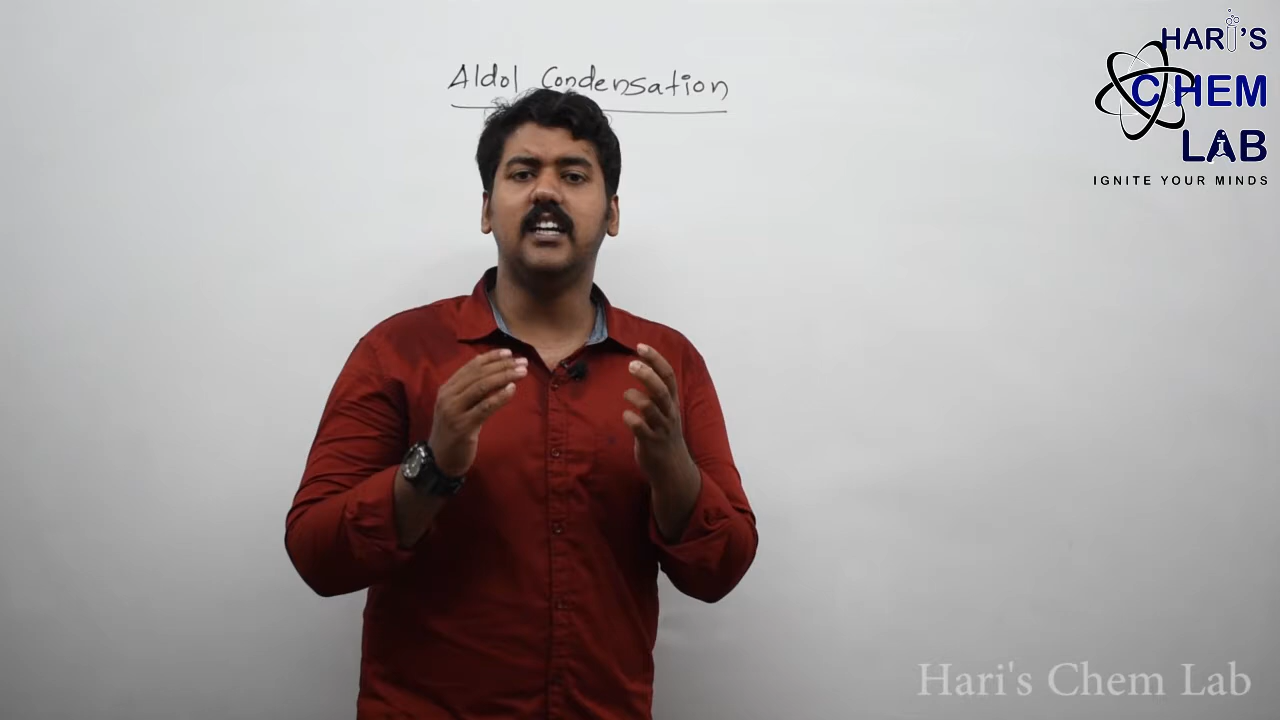 Aldol Condensation
HARI'S
CHEM
LAB
IGNITE YOUR MINDS
Hari's Chem Lab